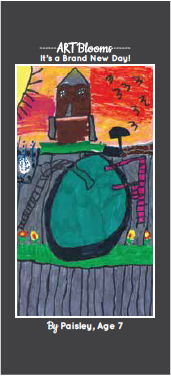 ART Blooms
It's a Brand New Day!
By Paisley, Age 7